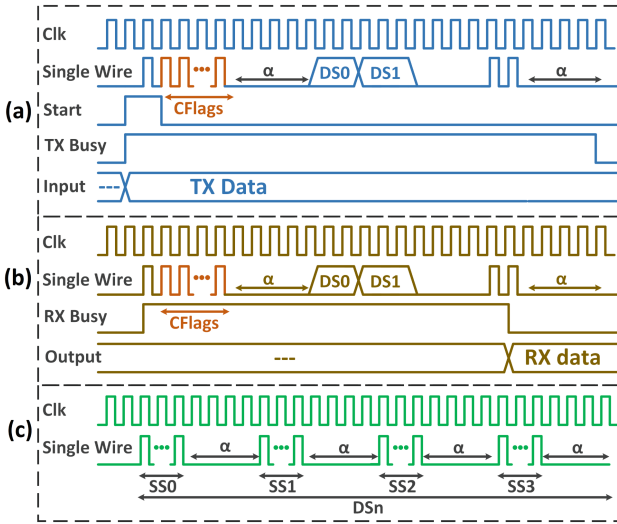 Clk
Single Wire ••• α DS0 DS1 α
(a) Start CFlags
TX Busy
Input --- TX Data
Clk
(b) Single Wire ••• α DS0 DS1 α
RX Busy CFlags
Output --- RX data
Clk
(c) Single Wire ••• α ••• α ••• α ••• α
SS0 SS1 SS2 SS3
DSn